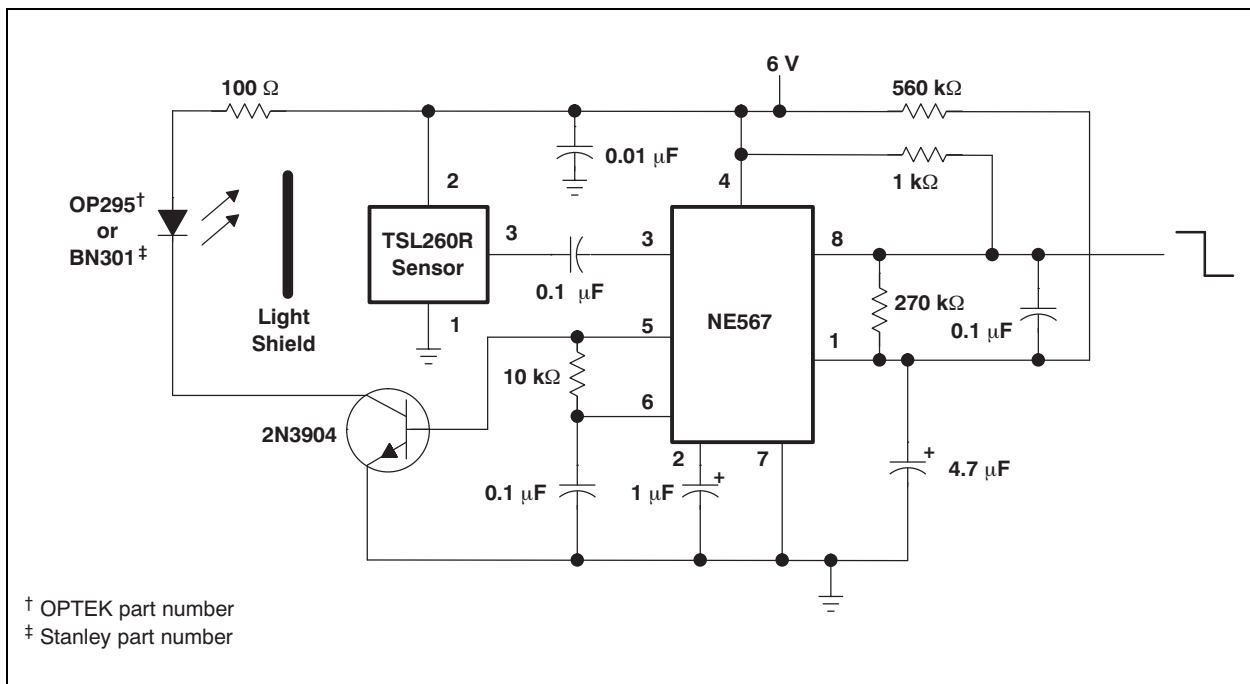 6 V
100 Ω
560 kΩ
0.01 µF
1 kΩ
2
4
OP295†
or
BN301‡
TSL260R
Sensor
3
3
8
0.1 µF
NE567
270 kΩ
0.1 µF
Light
Shield
1
5
1
10 kΩ
6
2N3904
2
7
+
4.7 µF
0.1 µF
1 µF
+
† OPTEK part number
‡ Stanley part number